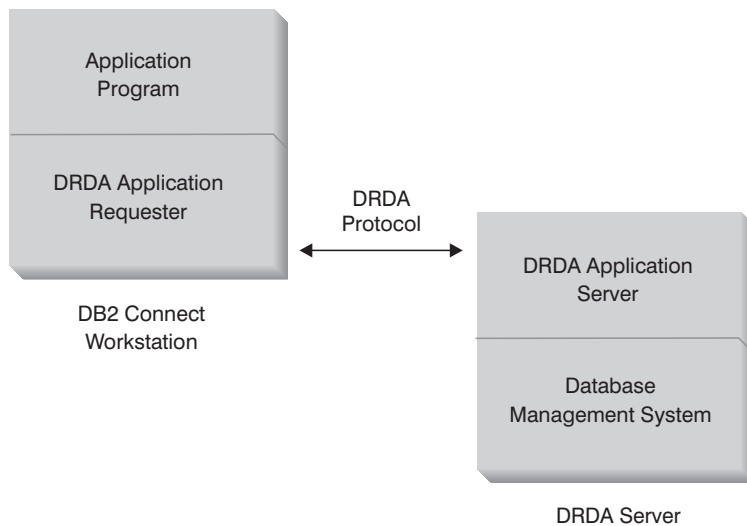 Application
Program
DRDA Application
Requester
DRDA
Protocol
DB2 Connect
Workstation
DRDA Application
Server
Database
Management System
DRDA Server